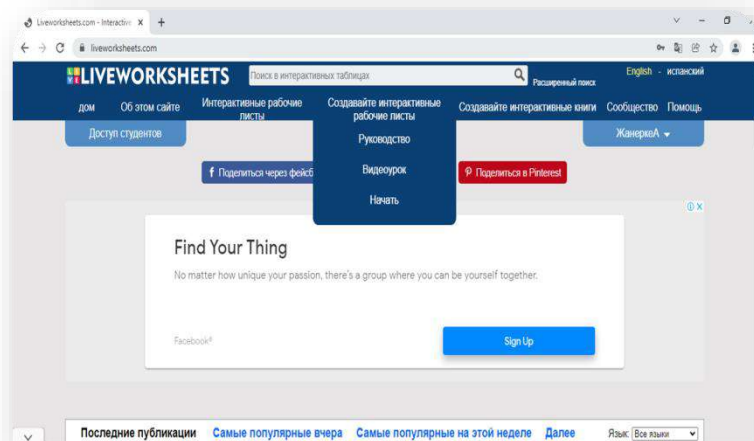 Liveworksheets.com - Interactive
liveworksheets.com
LIVEWORKSHEETS
Поиск в интерактивных таблицах
Расширенный поиск
English - испанский
дом
Об этом сайте
Интерактивные рабочие
листы
Создавайте интерактивные
рабочие листы
Создавайте интерактивные книги
Сообщество
Помощь
Доступ студентов
Руководство
Видеоурок
Начать
ЖанеркеА
f Поделиться через фейсб
Поделиться в Pinterest
Find Your Thing
No matter how unique your passion, there's a group where you can be yourself together.
Facebook®
Sign Up
Последние публикации Самые популярные вчера Самые популярные на этой неделе Далее Язык: Все языки